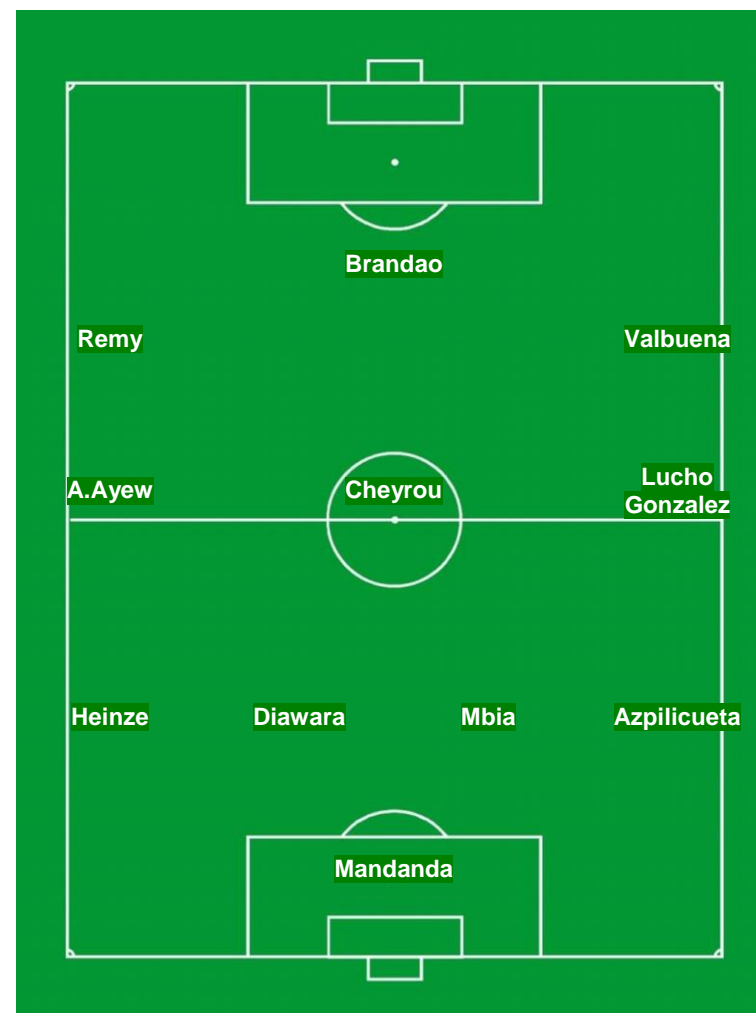 Brandao
Remy
Valbuena
A.Ayew
Cheyrou
Lucho
Gonzalez
Heinze
Diawara
Mbia
Azpilicueta
Mandanda